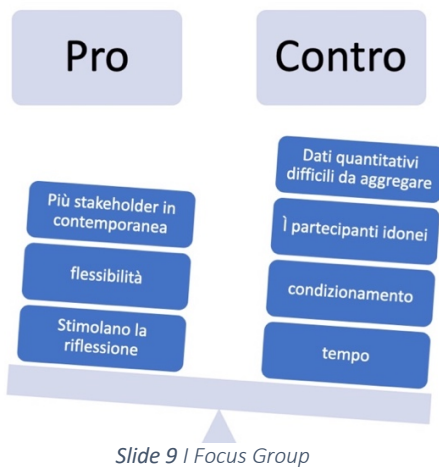 Pro
Contro
Più stakeholder in
contemporanea
flessibilità
Stimolano la
riflessione
Dati quantitativi
difficili da aggregare
Ì partecipanti idonei
condizionamento
tempo
Slide 9 I Focus Group